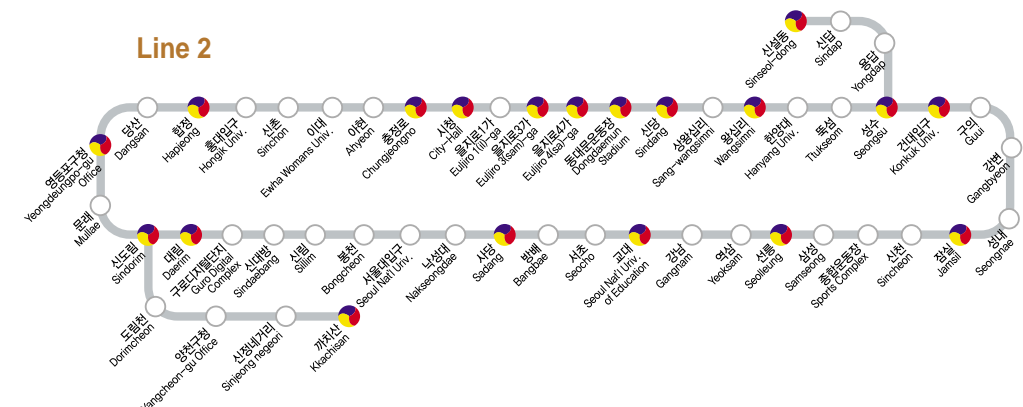 Line 2
신설동
Sinseol-dong
신답
Sindap
용답
Yongdap
당산
Dangsan
합정
Hapjeong
홍대입구
Hongik Univ.
신촌
Sinchon
이대
Ewha Womans Univ.
아현
Ahyeon
충정로
Chungjeongno
시청
City-Hall
을지로1가
Euljiro 1(il)-ga
을지로3가
Euljiro 3(sam)-ga
을지로4가
Euljiro 4(sa)-ga
동대문운동장
Dongdaemun
Stadium
신당
Sindang
상왕십리
Sang-wangsimni
왕십리
Wangsimni
한양대
Hanyang Univ.
뚝섬
Ttukseom
성수
Seongsu
건대입구
Konkuk Univ.
구의
Guui
강변
Gangbyeon
영등포구청
Yeongdeungpo-gu
Office
문래
Mullae
신도림
Sindorim
대림
Daerim
구로디지털단지
Guro Digital
Complex
신대방
Sindaebang
신림
Sillim
봉천
Bongcheon
서울대입구
Seoul Nat'l Univ.
낙성대
Nakseongdae
사당
Sadang
방배
Bangbae
서초
Seocho
교대
Seoul Nat'l Univ.
of Education
강남
Gangnam
역삼
Yeoksam
선릉
Seolleung
삼성
Samseong
종합운동장
Sports Complex
신천
Sincheon
잠실
Jamsil
성내
Seongnae
도림천
Dorimcheon
양천구청
Yangcheon-gu Office
신정네거리
Sinjeong negeori
까치산
Kkachisan